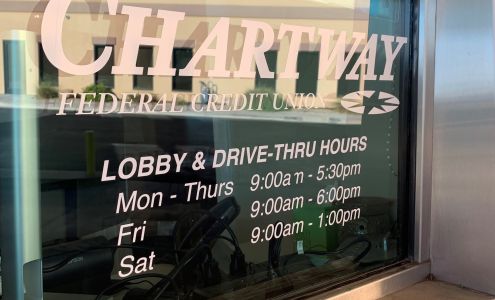 CHARTWAY
FEDERAL CREDIT UNION
LOBBY & DRIVE-THRU HOURS
Mon - Thurs 9:00am - 5:30pm
Fri 9:00am - 6:00pm
Sat 9:00am - 1:00pm